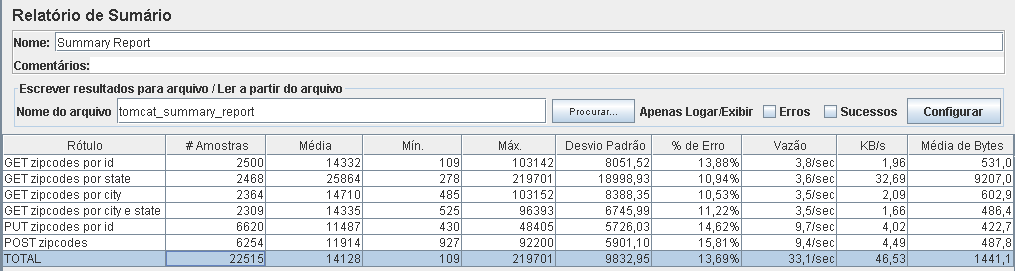 Relatório de Sumário
Nome: Summary Report
Comentários:
Escrever resultados para arquivo / Ler a partir do arquivo
Nome do arquivo tomcat_summary_report Procurar... Apenas Logar/Exibir Erros Sucessos Configurar
Rótulo # Amostras Média Mín. Máx. Desvio Padrão % de Erro Vazão KB/s Média de Bytes
GET zipcodes por id 2500 14332 109 103142 8051,52 13,88% 3,8/sec 1,96 531,0
GET zipcodes por state 2468 25864 278 219701 18998,93 10,94% 3,6/sec 32,69 9207,0
GET zipcodes por city 2364 14710 485 103152 8388,35 10,53% 3,5/sec 2,09 602,9
GET zipcodes por city e state 2309 14335 525 96393 6745,99 11,22% 3,5/sec 1,66 486,4
PUT zipcodes por id 6620 11487 430 48405 5726,03 14,62% 9,7/sec 4,02 422,7
POST zipcodes 6254 11914 927 92200 5901,10 15,81% 9,4/sec 4,49 487,8
TOTAL 22515 14128 109 219701 9832,95 13,69% 33,1/sec 46,53 1441,1